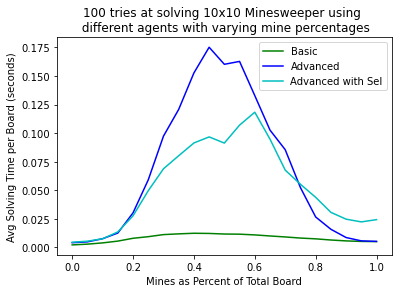 100 tries at solving 10x10 Minesweeper using
different agents with varying mine percentages
Avg Solving Time per Board (seconds)
0.175
0.150
0.125
0.100
0.075
0.050
0.025
0.000
Basic
Advanced
Advanced with Sel
0.0 0.2 0.4 0.6 0.8 1.0
Mines as Percent of Total Board